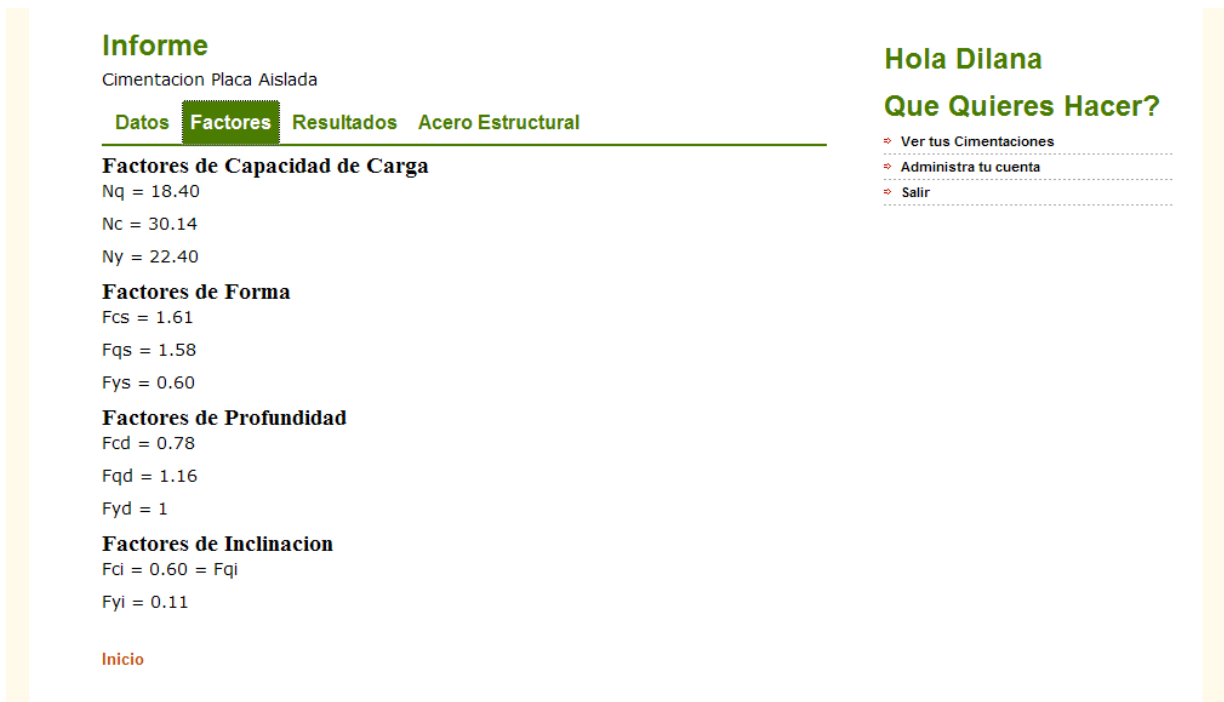 Informe
Cimentacion Placa Aislada
Datos Factores Resultados Acero Estructural
Factores de Capacidad de Carga
Nq = 18.40
Nc = 30.14
Ny = 22.40
Factores de Forma
Fcs = 1.61
Fqs = 1.58
Fys = 0.60
Factores de Profundidad
Fcd = 0.78
Fqd = 1.16
Fyd = 1
Factores de Inclinacion
Fci = 0.60 = Fqi
Fyi = 0.11
Inicio
Hola Dilana
Que Quieres Hacer?
Ver tus Cimentaciones
Administra tu cuenta
Salir